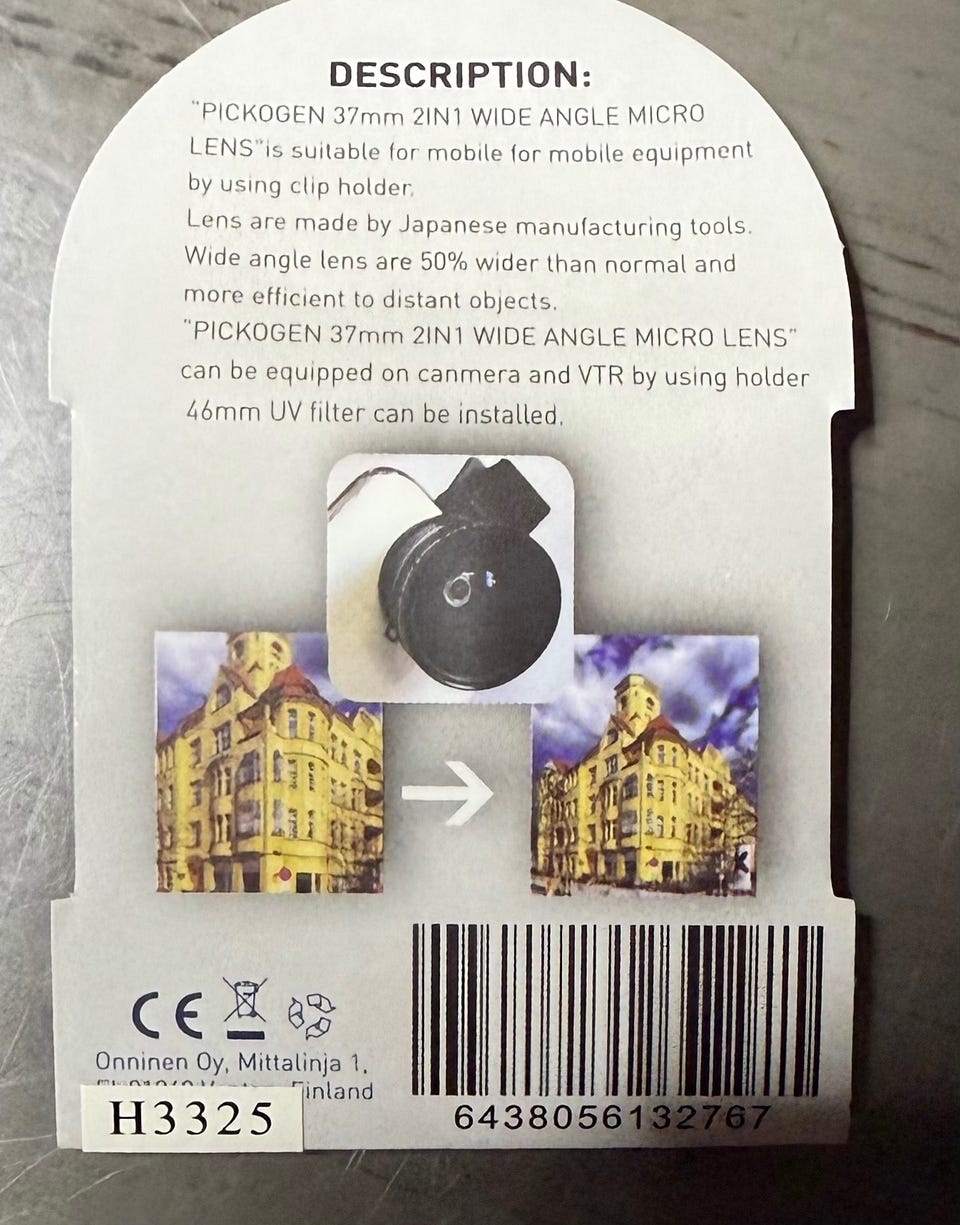 DESCRIPTION:
"PICKOGEN 37mm 2IN1 WIDE ANGLE MICRO
LENS"is suitable for mobile for mobile equipment
by using clip holder.
Lens are made by Japanese manufacturing tools.
Wide angle lens are 50% wider than normal and
more efficient to distant objects.
"PICKOGEN 37mm 2IN1 WIDE ANGLE MICRO LENS"
can be equipped on canmera and VTR by using holder
46mm UV filter can be installed.
CE
Onninen Oy, Mittalinja 1,
inland
H3325
6438056132767